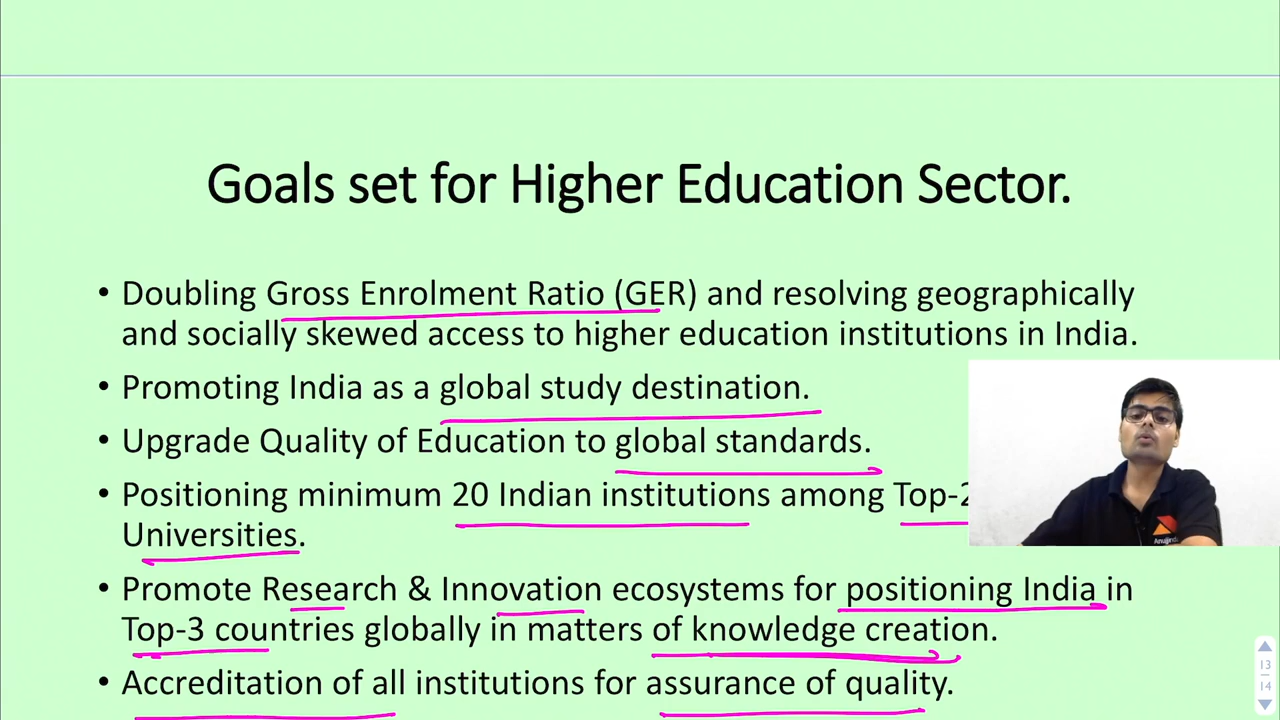 Goals set for Higher Education Sector.
• Doubling Gross Enrolment Ratio (GER) and resolving geographically
and socially skewed access to higher education institutions in India.
• Promoting India as a global study destination.
• Upgrade Quality of Education to global standards.
• Positioning minimum 20 Indian institutions among Top-2
Universities.
• Promote Research & Innovation ecosystems for positioning India in
Top-3 countries globally in matters of knowledge creation.
• Accreditation of all institutions for assurance of quality.
13
14